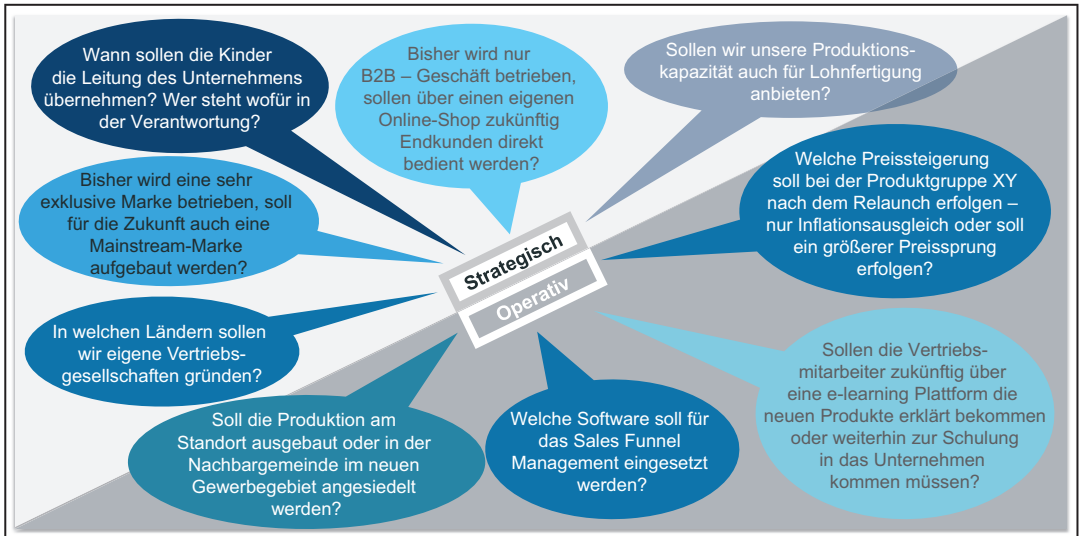 Wann sollen die Kinder
die Leitung des Unternehmens
übernehmen? Wer steht wofür in
der Verantwortung?
Bisher wird nur
B2B – Geschäft betrieben,
sollen über einen eigenen
Online-Shop zukünftig
Endkunden direkt
bedient werden?
Sollen wir unsere Produktions-
kapazität auch für Lohnfertigung
anbieten?
Bisher wird eine sehr
exklusive Marke betrieben, soll
für die Zukunft auch eine
Mainstream-Marke
aufgebaut werden?
Welche Preissteigerung
soll bei der Produktgruppe XY
nach dem Relaunch erfolgen –
nur Inflationsausgleich oder soll
ein größerer Preissprung
erfolgen?
Strategisch
Operativ
In welchen Ländern sollen
wir eigene Vertriebs-
gesellschaften gründen?
Soll die Produktion am
Standort ausgebaut oder in der
Nachbargemeinde im neuen
Gewerbegebiet angesiedelt
werden?
Welche Software soll für
das Sales Funnel
Management eingesetzt
werden?
Sollen die Vertriebs-
mitarbeiter zukünftig über
eine e-learning Plattform die
neuen Produkte erklärt bekommen
oder weiterhin zur Schulung
in das Unternehmen
kommen müssen?